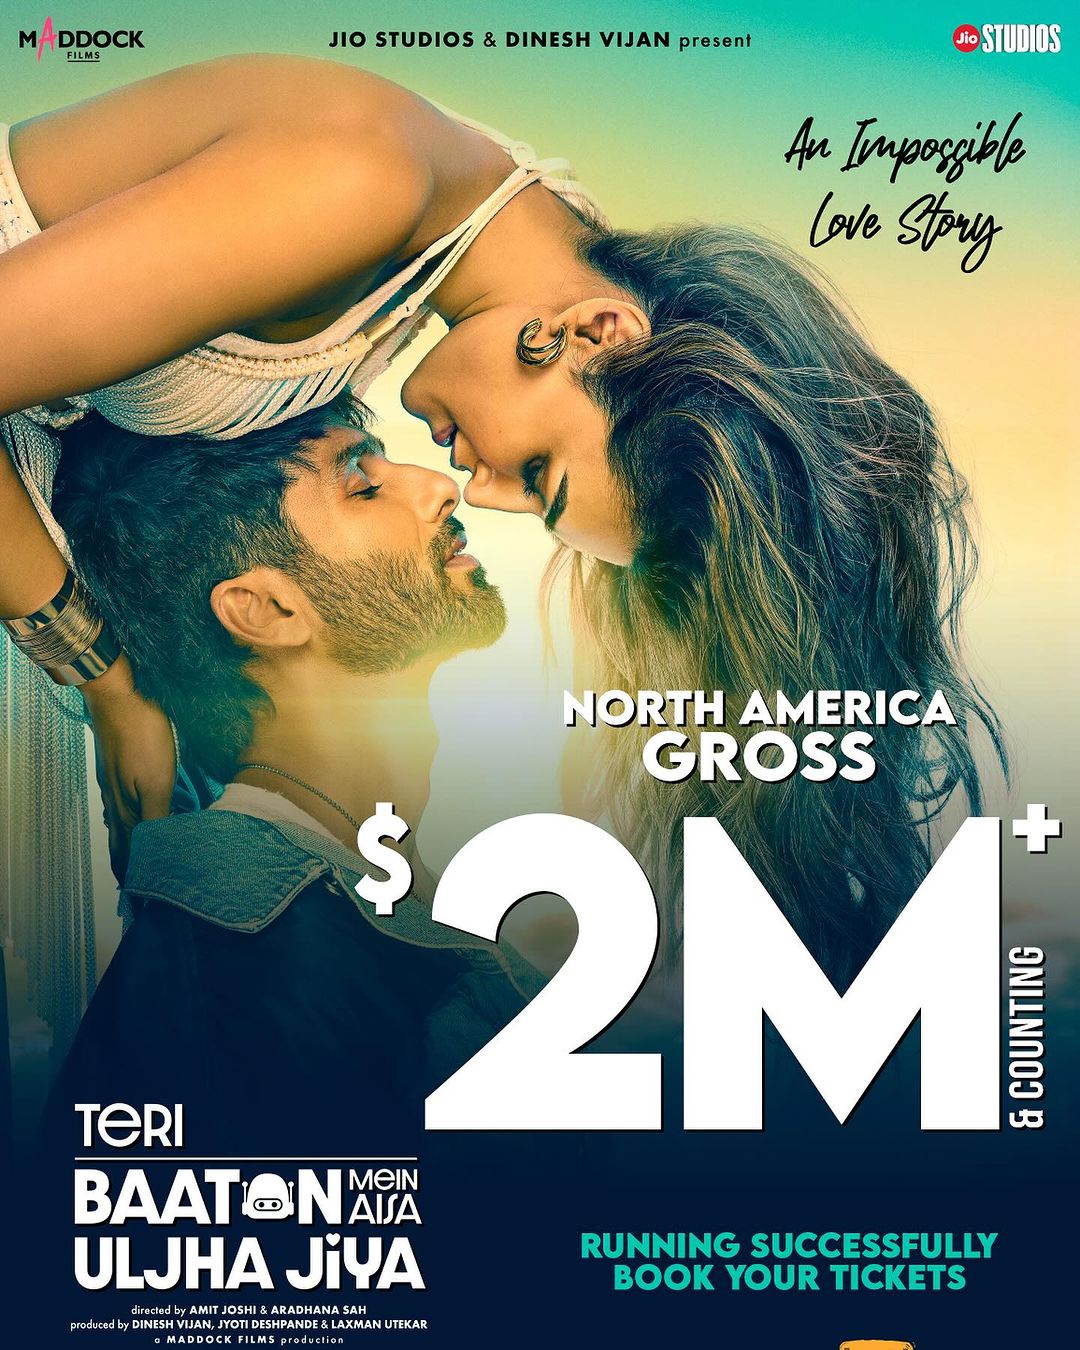 MADDOCK
FILMS
JIO STUDIOS & DINESH VIJAN present
Jio STUDIOS
An Impossible
Love Story
NORTH AMERICA
GROSS
$2M+
& COUNTING
TERI
BAATON MEIN
AISA
ULJHA JiYA
directed by AMIT JOSHI & ARADHANA SAH
produced by DINESH VIJAN, JYOTI DESHPANDE & LAXMAN UTEKAR
a MADDOCK FILMS production
RUNNING SUCCESSFULLY
BOOK YOUR TICKETS